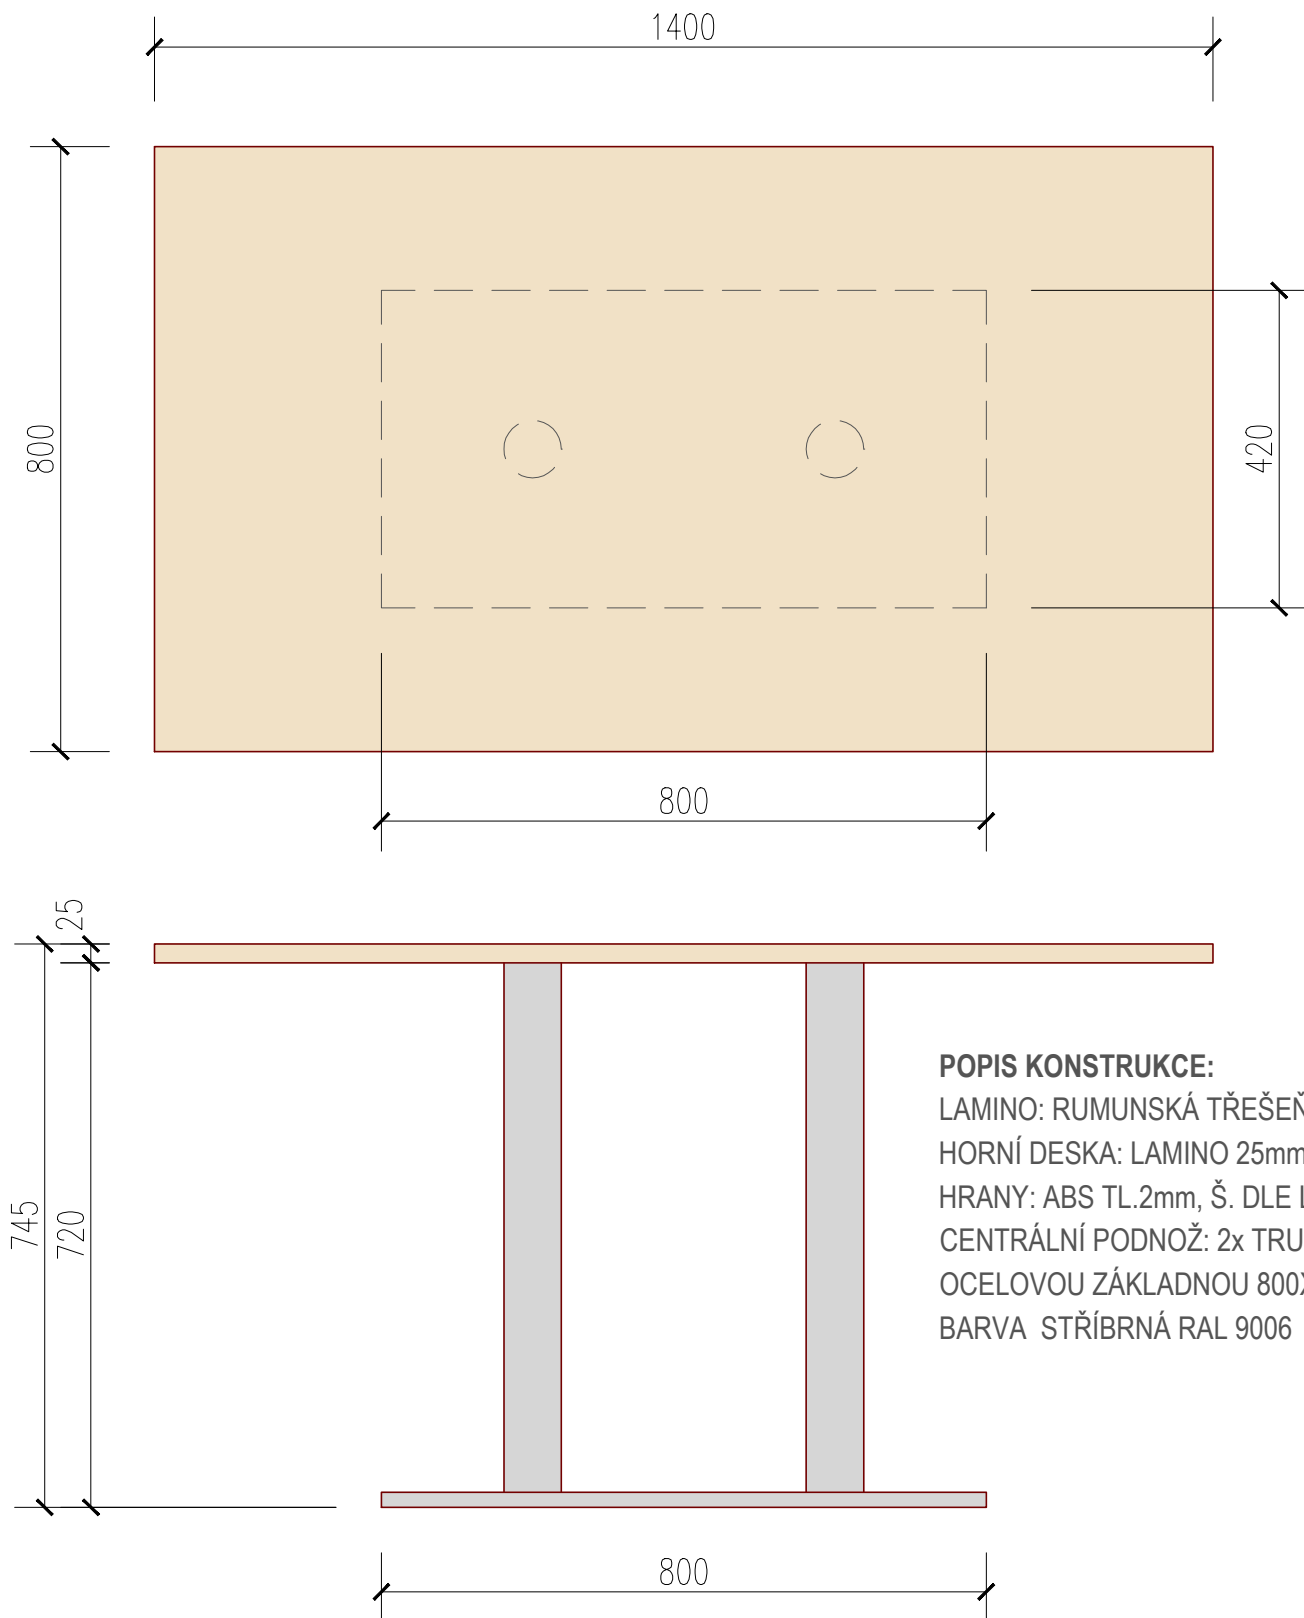 1400
800
420
800
25
745
720
POPIS KONSTRUKCE:
LAMINO: RUMUNSKÁ TŘEŠEŇ
HORNÍ DESKA: LAMINO 25mm
HRANY: ABS TL.2mm, Š. DLE
CENTRÁLNÍ PODNOŽ: 2x TRU
OCELOVOU ZÁKLADNOU 800X
BARVA STŘÍBRNÁ RAL 9006
800